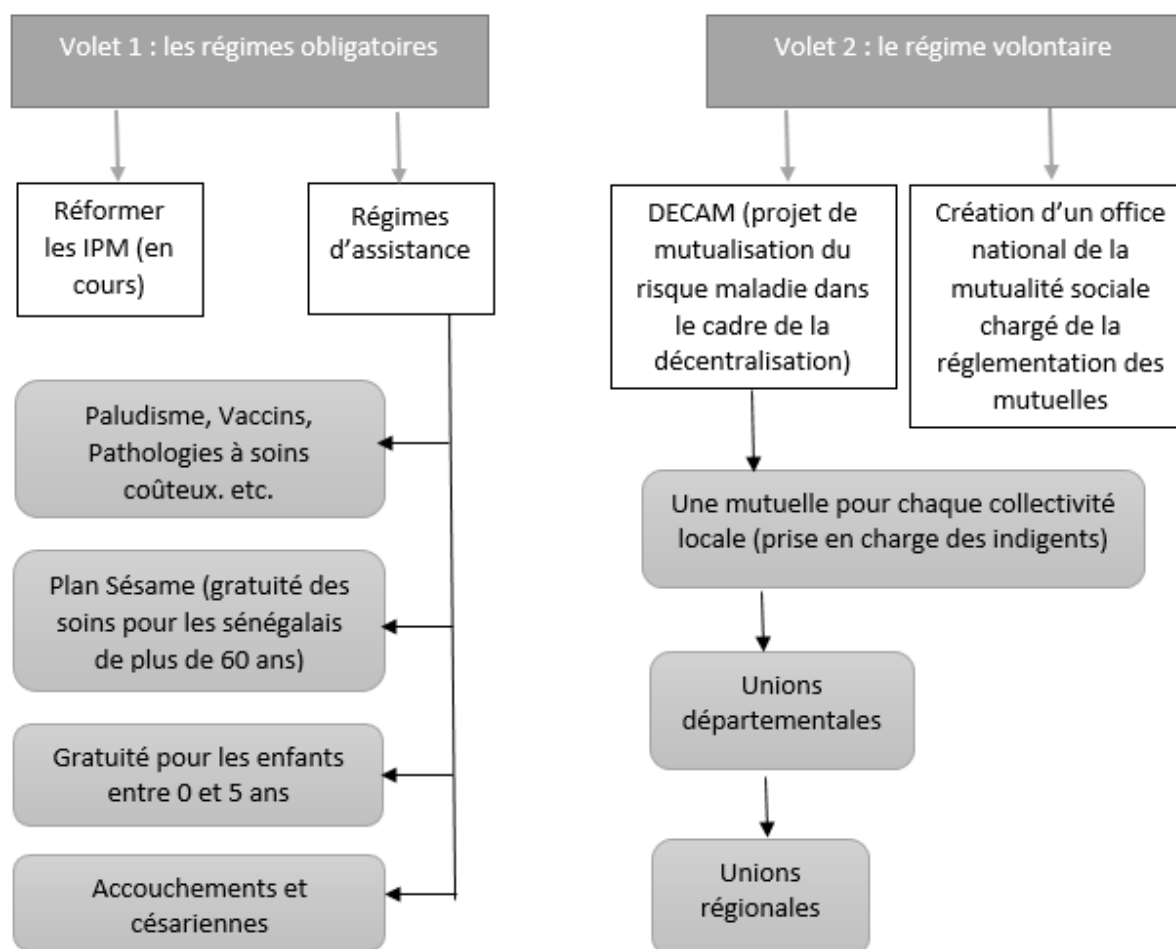 Volet 1 : les régimes obligatoires
Réformer
les IPM (en
cours)
Régimes
d’assistance
Paludisme, Vaccins,
Pathologies à soins
coûteux. etc.
Plan Sésame (gratuité des
soins pour les sénégalais
de plus de 60 ans)
Gratuité pour les enfants
entre 0 et 5 ans
Accouchements et
césariennes
Volet 2 : le régime volontaire
DECAM (projet de
mutualisation du
risque maladie dans
le cadre de la
décentralisation)
Création d’un office
national de la
mutualité sociale
chargé de la
réglementation des
mutuelles
Une mutuelle pour chaque collectivité
locale (prise en charge des indigents)
Unions
départementales
Unions
régionales